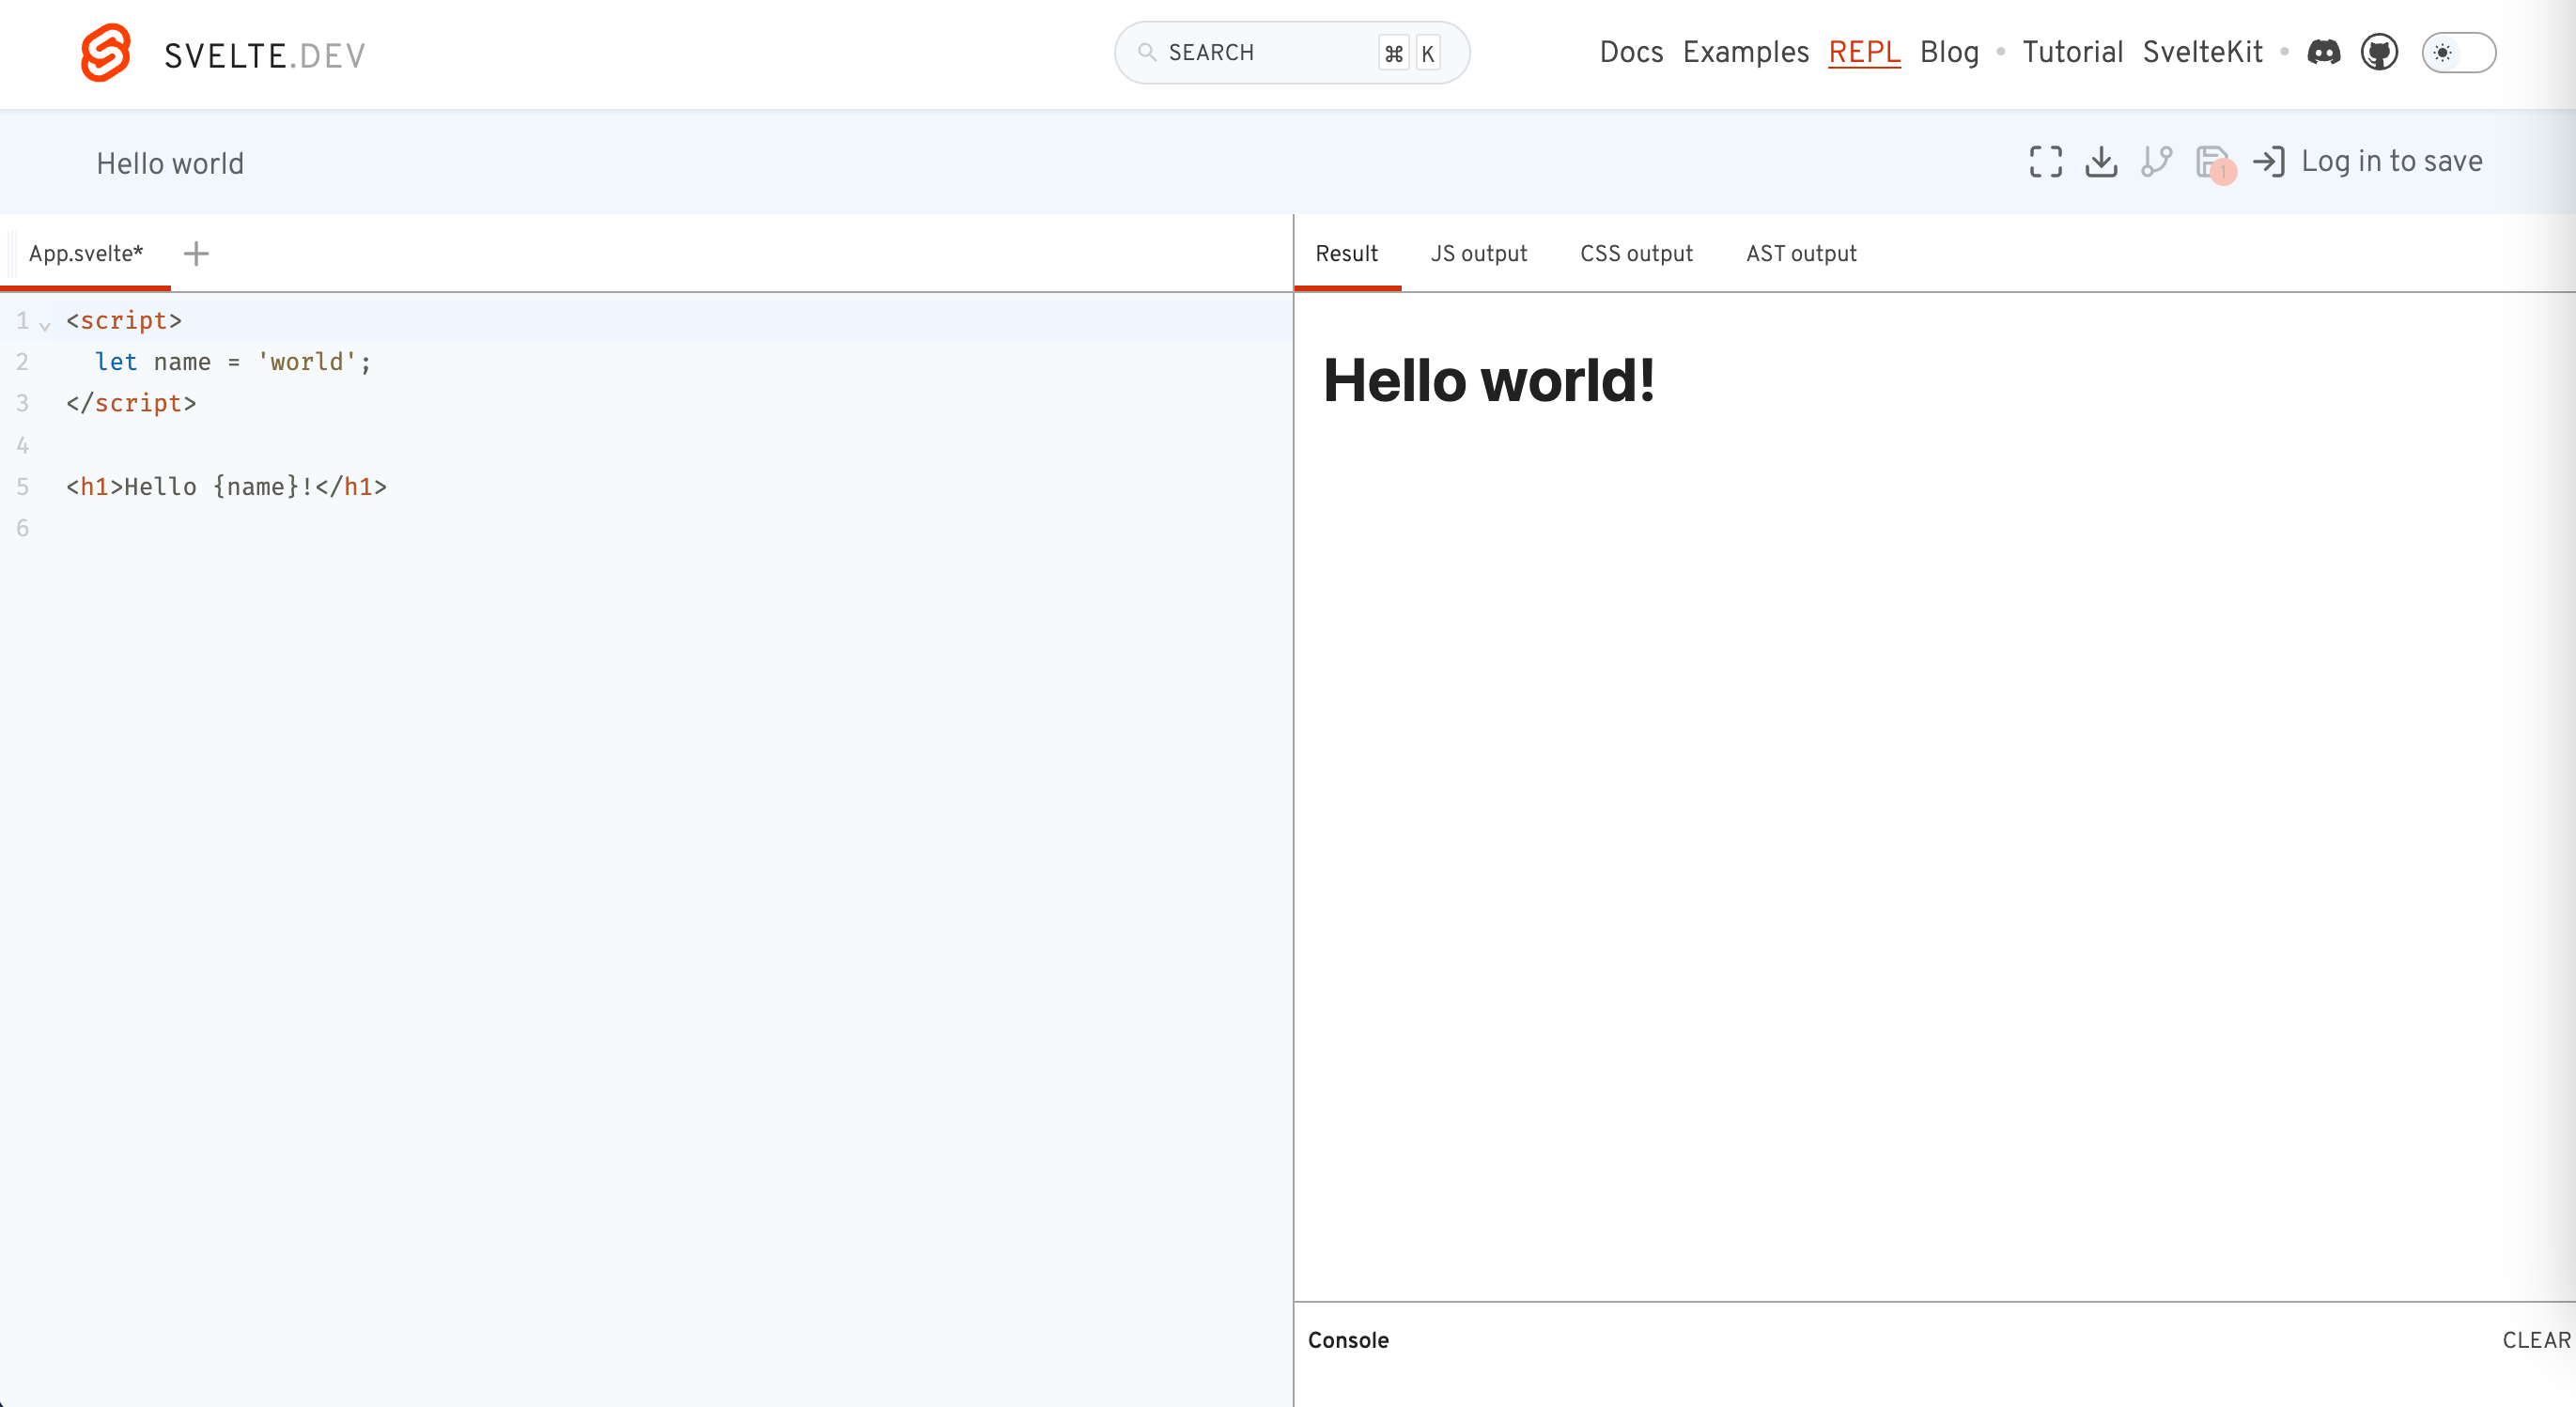 SVELTE.DEV
SEARCH ⌘ K
Docs Examples REPL Blog • Tutorial SvelteKit •
Hello world
1 Log in to save
App.svelte* +
1 <script>
2   let name = 'world';
3 </script>
4
5 <h1>Hello {name}!</h1>
6
Result JS output CSS output AST output
Hello world!
Console CLEAR